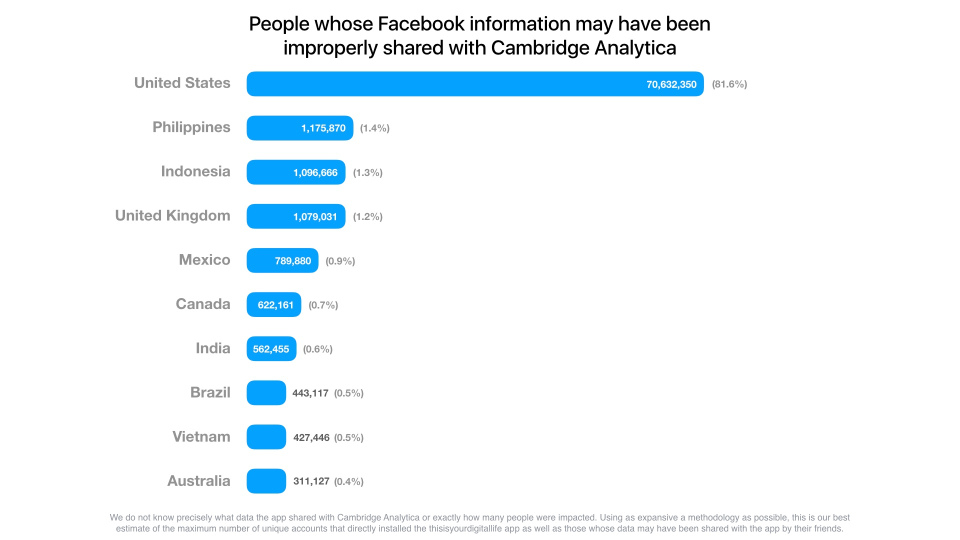 People whose Facebook information may have been
improperly shared with Cambridge Analytica
United States 70,632,350 (81.6%)
Philippines 1,175,870 (1.4%)
Indonesia 1,096,666 (1.3%)
United Kingdom 1,079,031 (1.2%)
Mexico 789,880 (0.9%)
Canada 622,161 (0.7%)
India 562,455 (0.6%)
Brazil 443,117 (0.5%)
Vietnam 427,446 (0.5%)
Australia 311,127 (0.4%)
We do not know precisely what data the app shared with Cambridge Analytica or exactly how many people were impacted. Using as expansive a methodology as possible, this is our best
estimate of the maximum number of unique accounts that directly installed the thisisyourdigitallife app as well as those whose data may have been shared with the app by their friends.